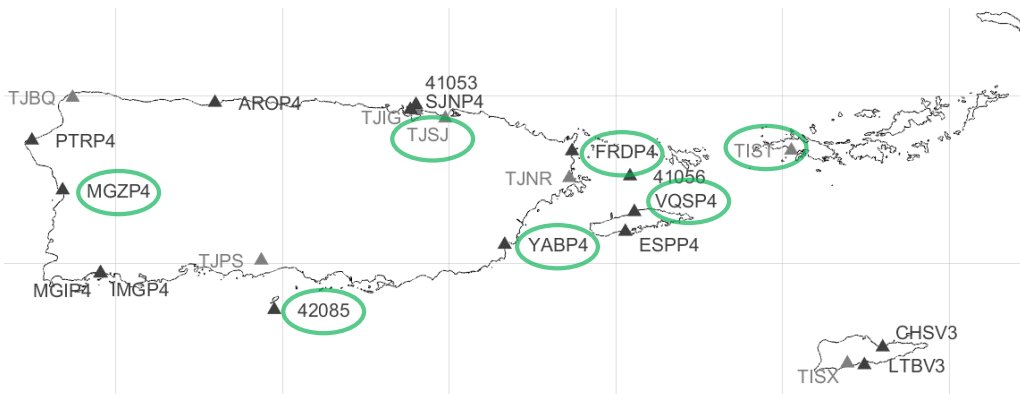 41053
TJBQ
AROP4
SJNP4
TJIG
TJSJ
PTRP4
FRDP4
TIST
TJNR
41056
MGZP4
VQSP4
YABP4
ESPP4
TJPS
MGIP4
IMGP4
42085
CHSV3
LTBV3
TISX